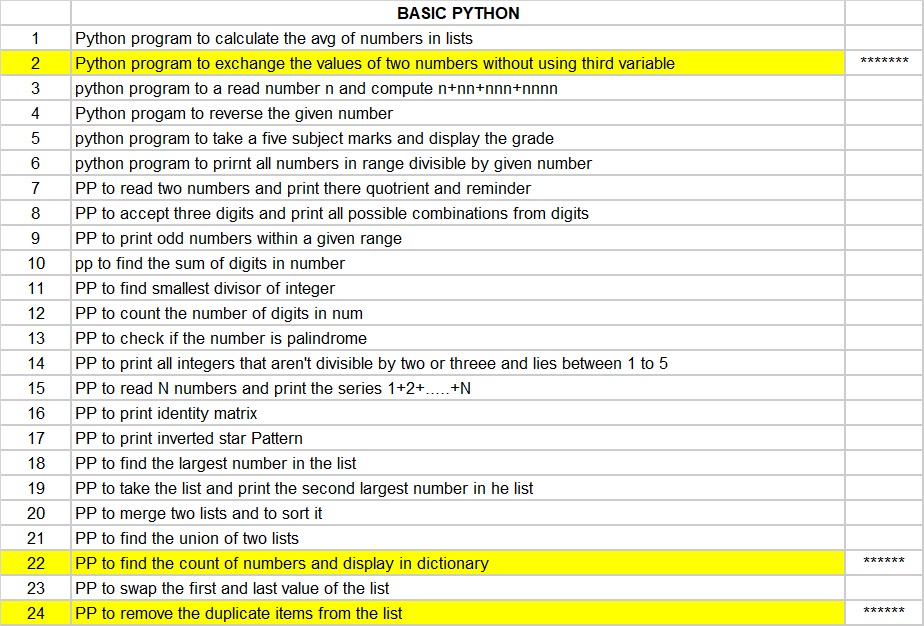 BASIC PYTHON
1 Python program to calculate the avg of numbers in lists
2 Python program to exchange the values of two numbers without using third variable *******
3 python program to a read number n and compute n+nn+nnn+nnnn
4 Python progam to reverse the given number
5 python program to take a five subject marks and display the grade
6 python program to prirnt all numbers in range divisible by given number
7 PP to read two numbers and print there quotrient and reminder
8 PP to accept three digits and print all possible combinations from digits
9 PP to print odd numbers within a given range
10 pp to find the sum of digits in number
11 PP to find smallest divisor of integer
12 PP to count the number of digits in num
13 PP to check if the number is palindrome
14 PP to print all integers that aren't divisible by two or threee and lies between 1 to 5
15 PP to read N numbers and print the series 1+2+.....+N
16 PP to print identity matrix
17 PP to print inverted star Pattern
18 PP to find the largest number in the list
19 PP to take the list and print the second largest number in he list
20 PP to merge two lists and to sort it
21 PP to find the union of two lists
22 PP to find the count of numbers and display in dictionary ******
23 PP to swap the first and last value of the list
24 PP to remove the duplicate items from the list ******